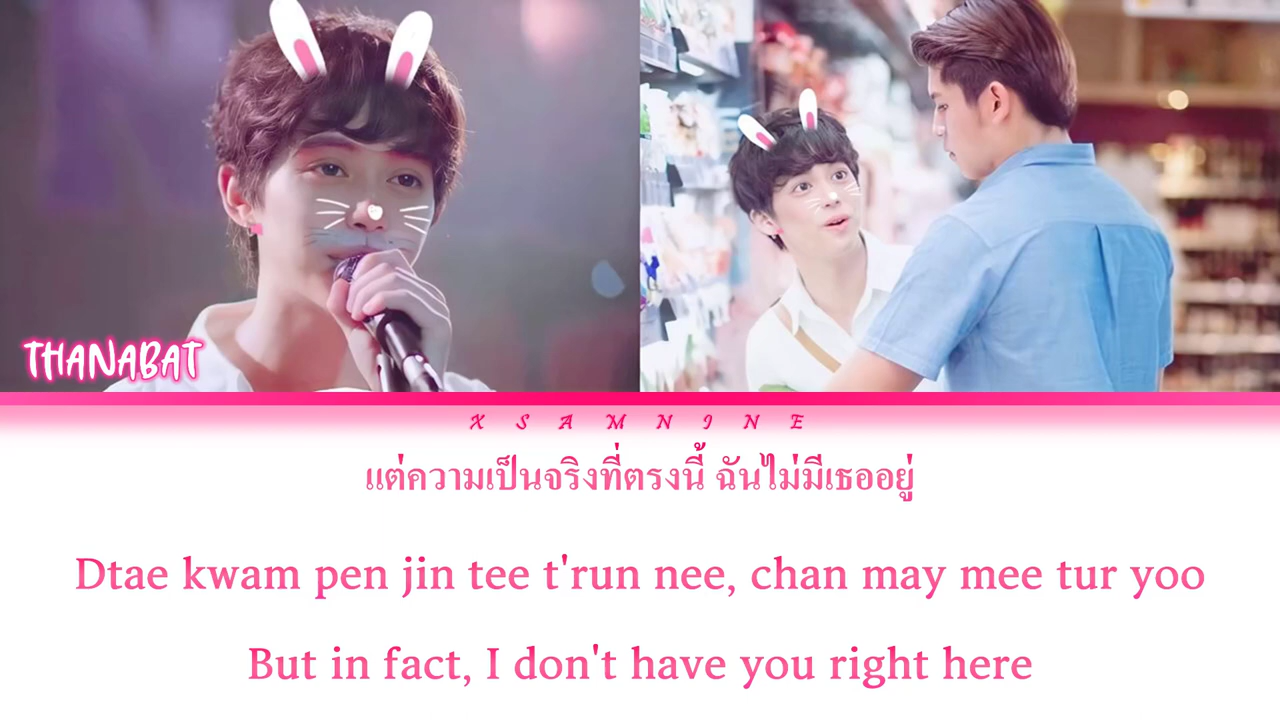 THANABAT
XSAMNINE
แต่ความเป็นจริงที่ตรงนี้ ฉันไม่มีเธออยู่
Dtae kwam pen jin tee t'run nee, chan may mee tur yoo
But in fact, I don't have you right here